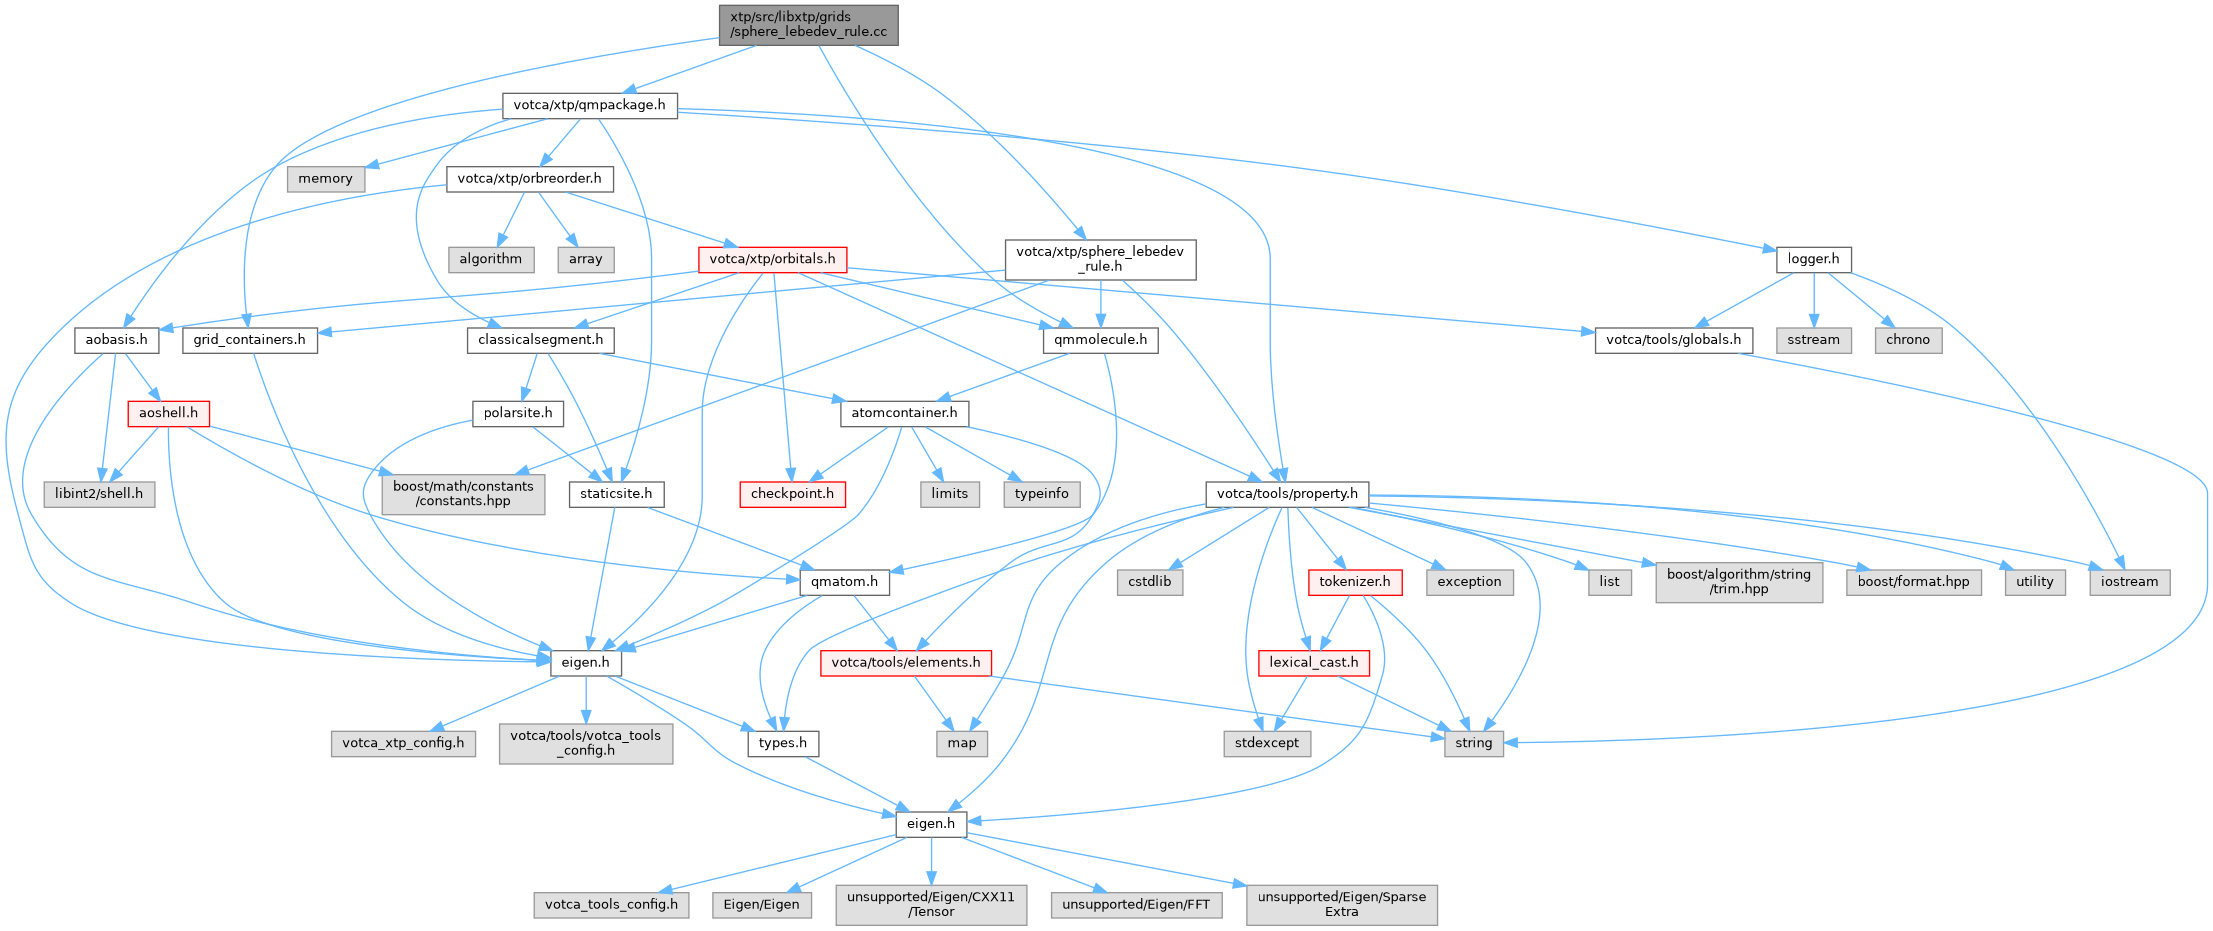 xtp/src/libxtp/grids
/sphere_lebedev_rule.cc
votca/xtp/qmpackage.h
memory
votca/xtp/orbreorder.h
algorithm
array
votca/xtp/orbitals.h
votca/xtp/sphere_lebedev
_rule.h
logger.h
aobasis.h
grid_containers.h
classicalsegment.h
qmmolecule.h
votca/tools/globals.h
sstream
chrono
aoshell.h
polarsite.h
atomcontainer.h
libint2/shell.h
boost/math/constants
/constants.hpp
staticsite.h
checkpoint.h
limits
typeinfo
votca/tools/property.h
qmatom.h
cstdlib
tokenizer.h
exception
list
boost/algorithm/string
/trim.hpp
boost/format.hpp
utility
iostream
eigen.h
votca/tools/elements.h
lexical_cast.h
votca_xtp_config.h
votca/tools/votca_tools
_config.h
types.h
map
stdexcept
string
eigen.h
votca_tools_config.h
Eigen/Eigen
unsupported/Eigen/CXX11
/Tensor
unsupported/Eigen/FFT
unsupported/Eigen/Sparse
Extra